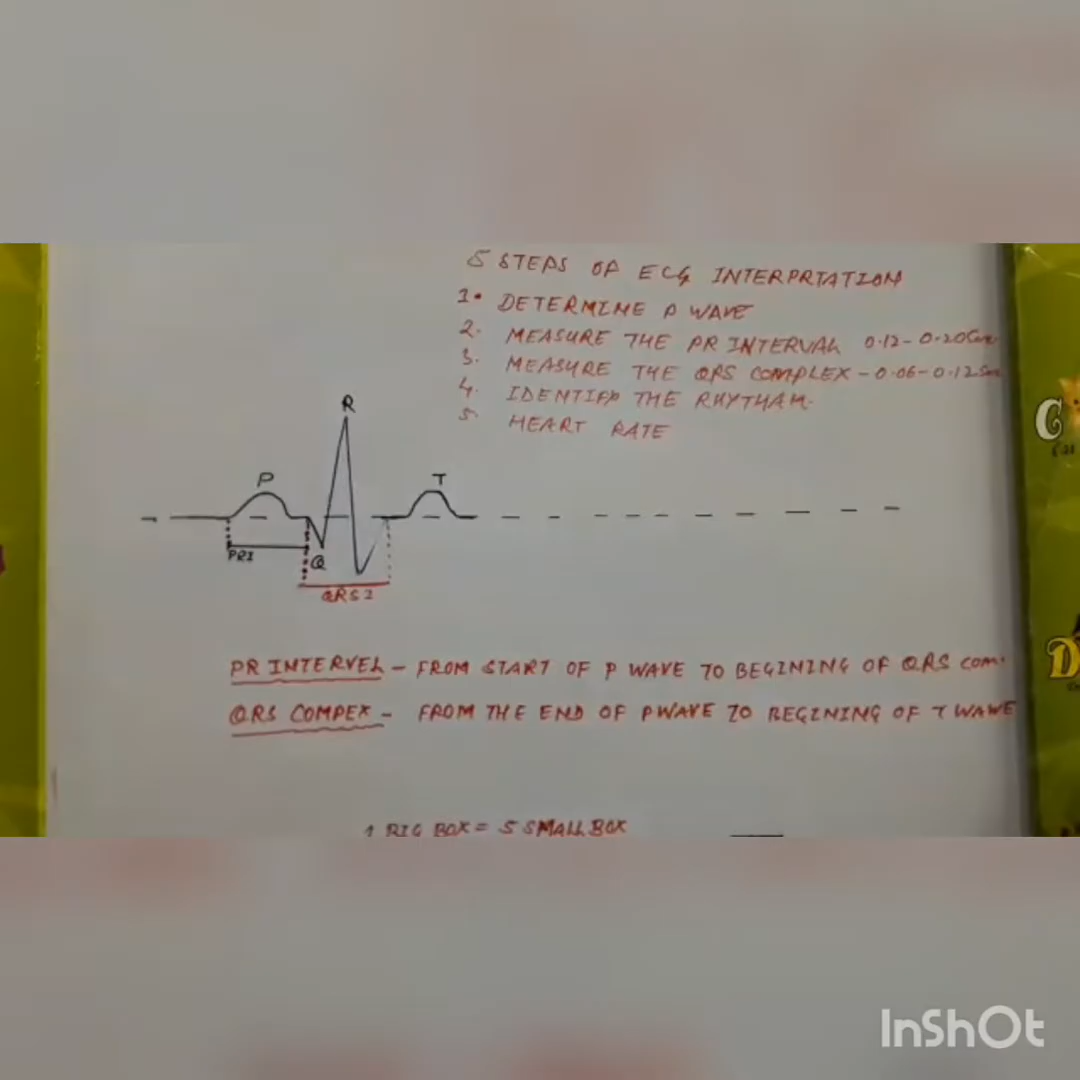 5 STEPS OF ECG INTERPRTATION
1. DETERMINE P WAVE
2. MEASURE THE PR INTERVAL 0.12-0.20Sec
3. MEASURE THE QRS COMPLEX - 0.06-0.12Sec
4. IDENTIFY THE RHYTHAM.
5. HEART RATE
R
P
T
PRI
Q
QRS I
PR INTERVEL - FROM START OF P WAVE TO BEGINING OF QRS COM.
QRS COMPEX - FROM THE END OF P WAVE TO BEGINING OF T WAWE
1 BIG BOX = 5 SMALL BOX
C
D
InShOt